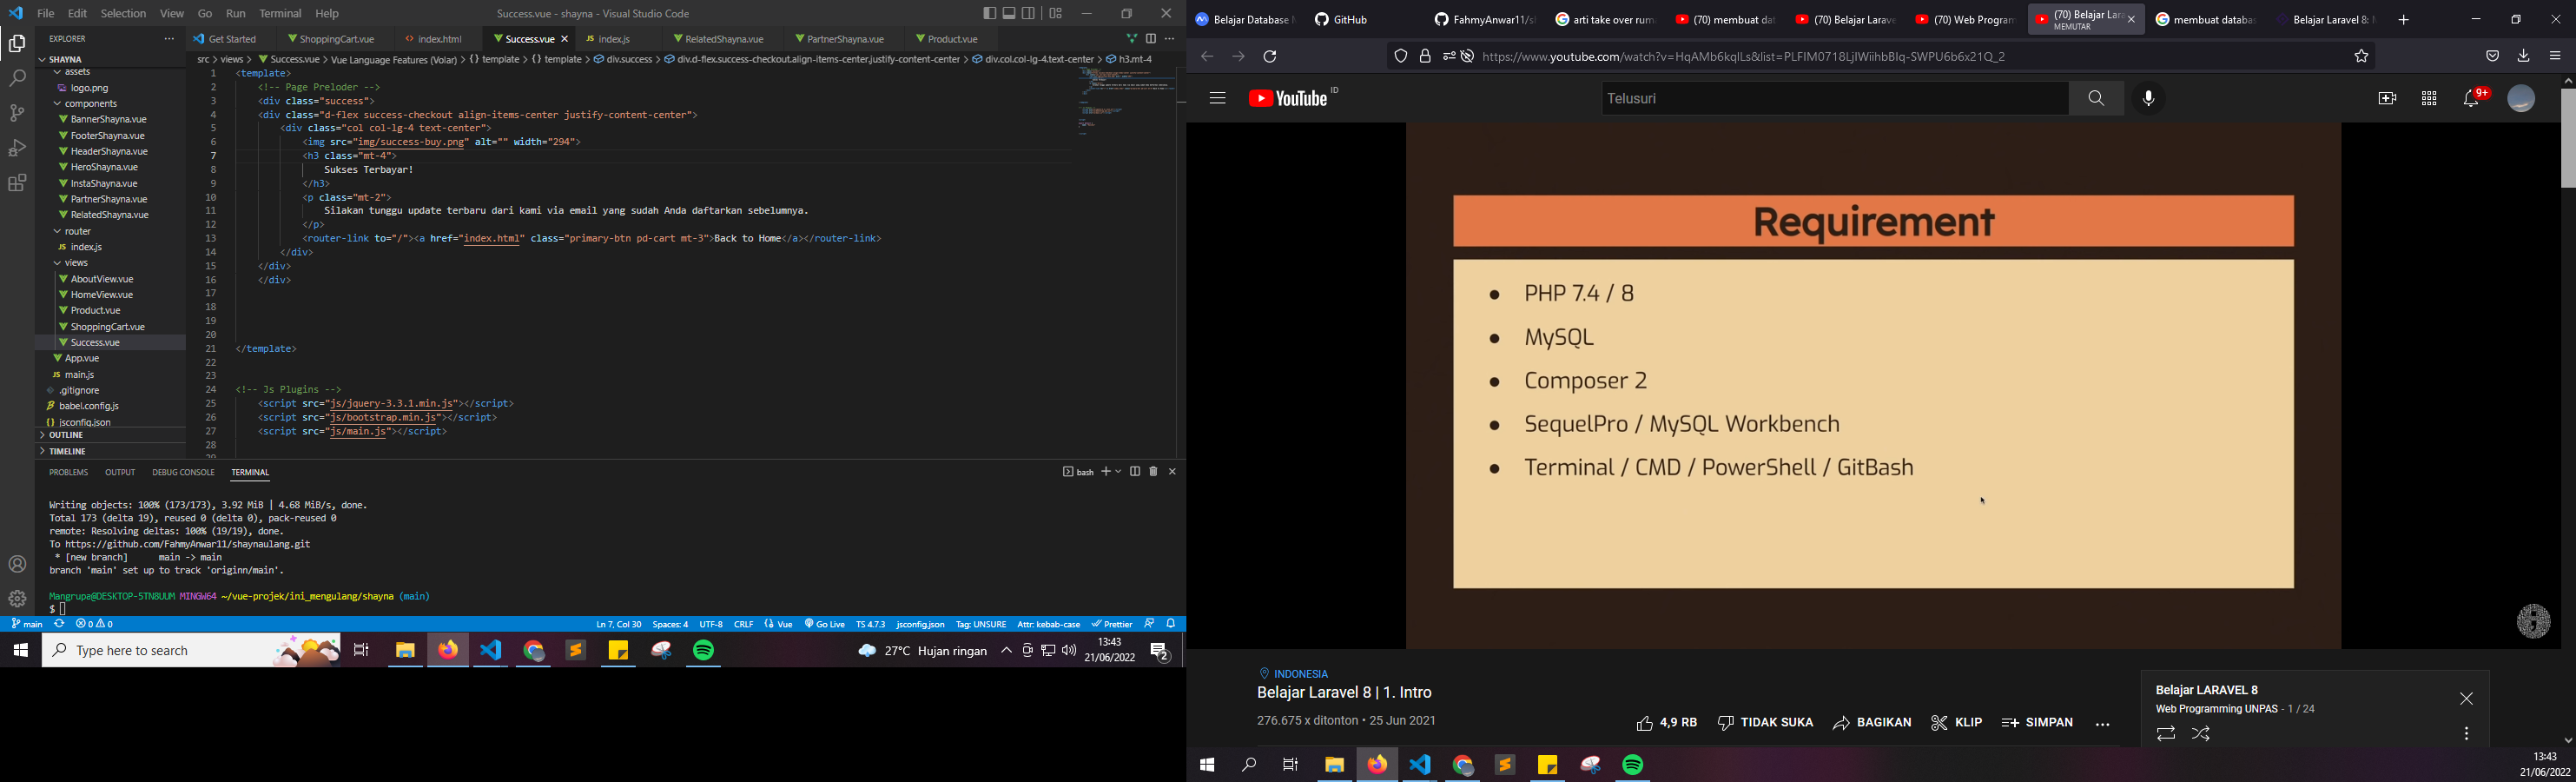 File Edit Selection View Go Run Terminal Help
Success.vue - shayna - Visual Studio Code
EXPLORER
SHAYNA
assets
logo.png
components
BannerShayna.vue
FooterShayna.vue
HeaderShayna.vue
HeroShayna.vue
InstaShayna.vue
PartnerShayna.vue
RelatedShayna.vue
router
index.js
views
AboutView.vue
HomeView.vue
Product.vue
ShoppingCart.vue
Success.vue
App.vue
main.js
.gitignore
babel.config.js
jsconfig.json
OUTLINE
TIMELINE
Get Started ShoppingCart.vue index.html Success.vue index.js RelatedShayna.vue PartnerShayna.vue Product.vue
src > views > Success.vue > Vue Language Features (Volar) > {} template > {} template > div.success > div.d-flex.success-checkout.align-items-center.justify-content-center > div.col.col-lg-4.text-center > h3.mt-4
1 <template>
2 <!-- Page Preloder -->
3 <div class="success">
4 <div class="d-flex success-checkout align-items-center justify-content-center">
5 <div class="col col-lg-4 text-center">
6 <img src="img/success-buy.png" alt="" width="294">
7 <h3 class="mt-4">
8 Sukses Terbayar!
9 </h3>
10 <p class="mt-2">
11 Silakan tunggu update terbaru dari kami via email yang sudah Anda daftarkan sebelumnya.
12 </p>
13 <router-link to="/"><a href="index.html" class="primary-btn pd-cart mt-3">Back to Home</a></router-link>
14 </div>
15 </div>
16 </div>
17
18
19
20
21 </template>
22
23
24 <!-- Js Plugins -->
25 <script src="js/jquery-3.3.1.min.js"></script>
26 <script src="js/bootstrap.min.js"></script>
27 <script src="js/main.js"></script>
28
PROBLEMS OUTPUT DEBUG CONSOLE TERMINAL
bash
Writing objects: 100% (173/173), 3.92 MiB | 4.68 MiB/s, done.
Total 173 (delta 19), reused 0 (delta 0), pack-reused 0
remote: Resolving deltas: 100% (19/19), done.
To https://github.com/FahmyAnwar11/shaynaulang.git
* [new branch] main -> main
branch 'main' set up to track 'originn/main'.
Mangrupa@DESKTOP-5TN8UUM MINGW64 ~/vue-projek/ini_mengulang/shayna (main)
$
main 0 0
Ln 7, Col 30 Spaces: 4 UTF-8 CRLF Vue Go Live TS 4.7.3 jsconfig.json Tag: UNSURE Attr: kebab-case Prettier
Type here to search
27°C Hujan ringan
13:43
21/06/2022
2
Belajar Database GitHub FahmyAnwar11/s arti take over rum (70) membuat dat (70) Belajar Larave (70) Web Program (70) Belajar Lara membuat databas Belajar Laravel 8:
MEMUTAR
https://www.youtube.com/watch?v=HqAMb6kqlLs&list=PLFIM0718LjIWiihbBIq-SWPU6b6x21Q_2
YouTube ID
Telusuri
9+
Requirement
● PHP 7.4 / 8
● MySQL
● Composer 2
● SequelPro / MySQL Workbench
● Terminal / CMD / PowerShell / GitBash
INDONESIA
Belajar Laravel 8 | 1. Intro
276.675 x ditonton • 25 Jun 2021
4,9 RB TIDAK SUKA BAGIKAN KLIP SIMPAN
Belajar LARAVEL 8
Web Programming UNPAS - 1 / 24
13:43
21/06/2022